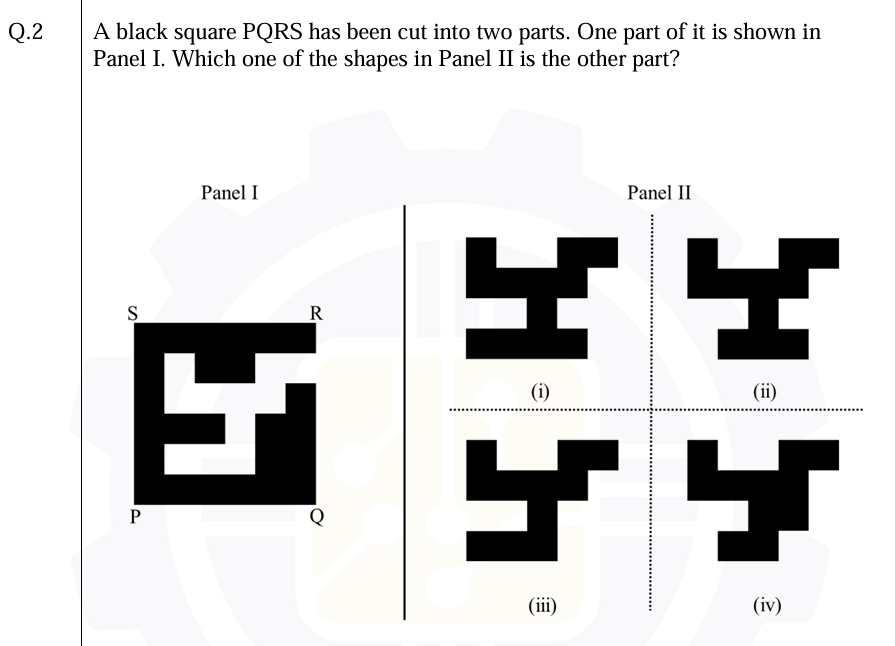 Q.2 A black square PQRS has been cut into two parts. One part of it is shown in
Panel I. Which one of the shapes in Panel II is the other part?
Panel I
Panel II
S
R
P
Q
(i)
(ii)
(iii)
(iv)